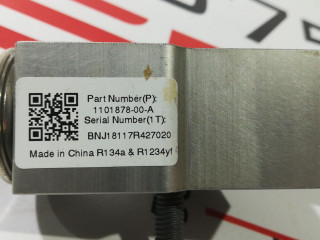 Part Number(P):
1101878-00-A
Serial Number(1T):
BNJ18117R427020
Made in China R134a & R1234yf